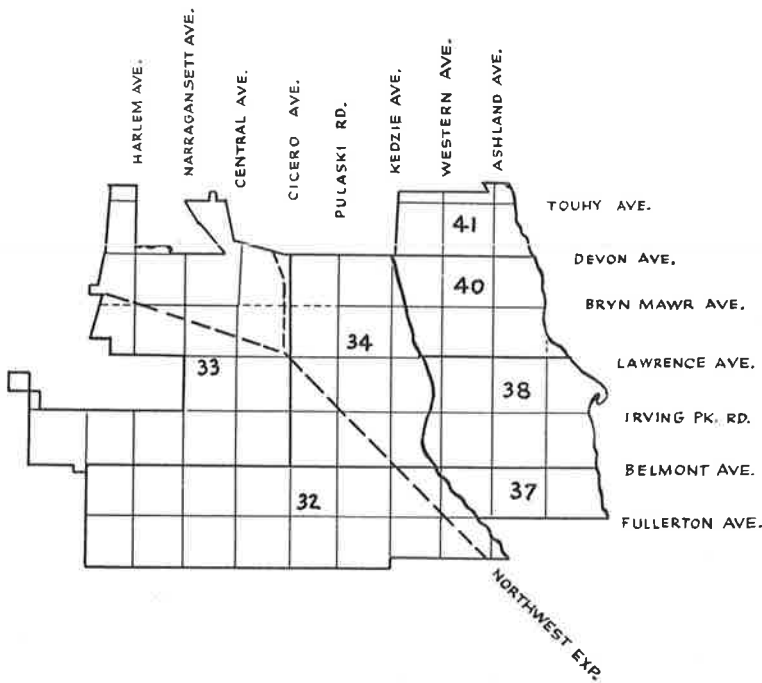 HARLEM AVE.
NARRAGANSETT AVE.
CENTRAL AVE.
CICERO AVE.
PULASKI RD.
KEDZIE AVE.
WESTERN AVE.
ASHLAND AVE.
TOUHY AVE.
41
DEVON AVE.
40
BRYN MAWR AVE.
34
33
LAWRENCE AVE.
38
IRVING PK. RD.
BELMONT AVE.
37
32
FULLERTON AVE.
NORTHWEST EXP.